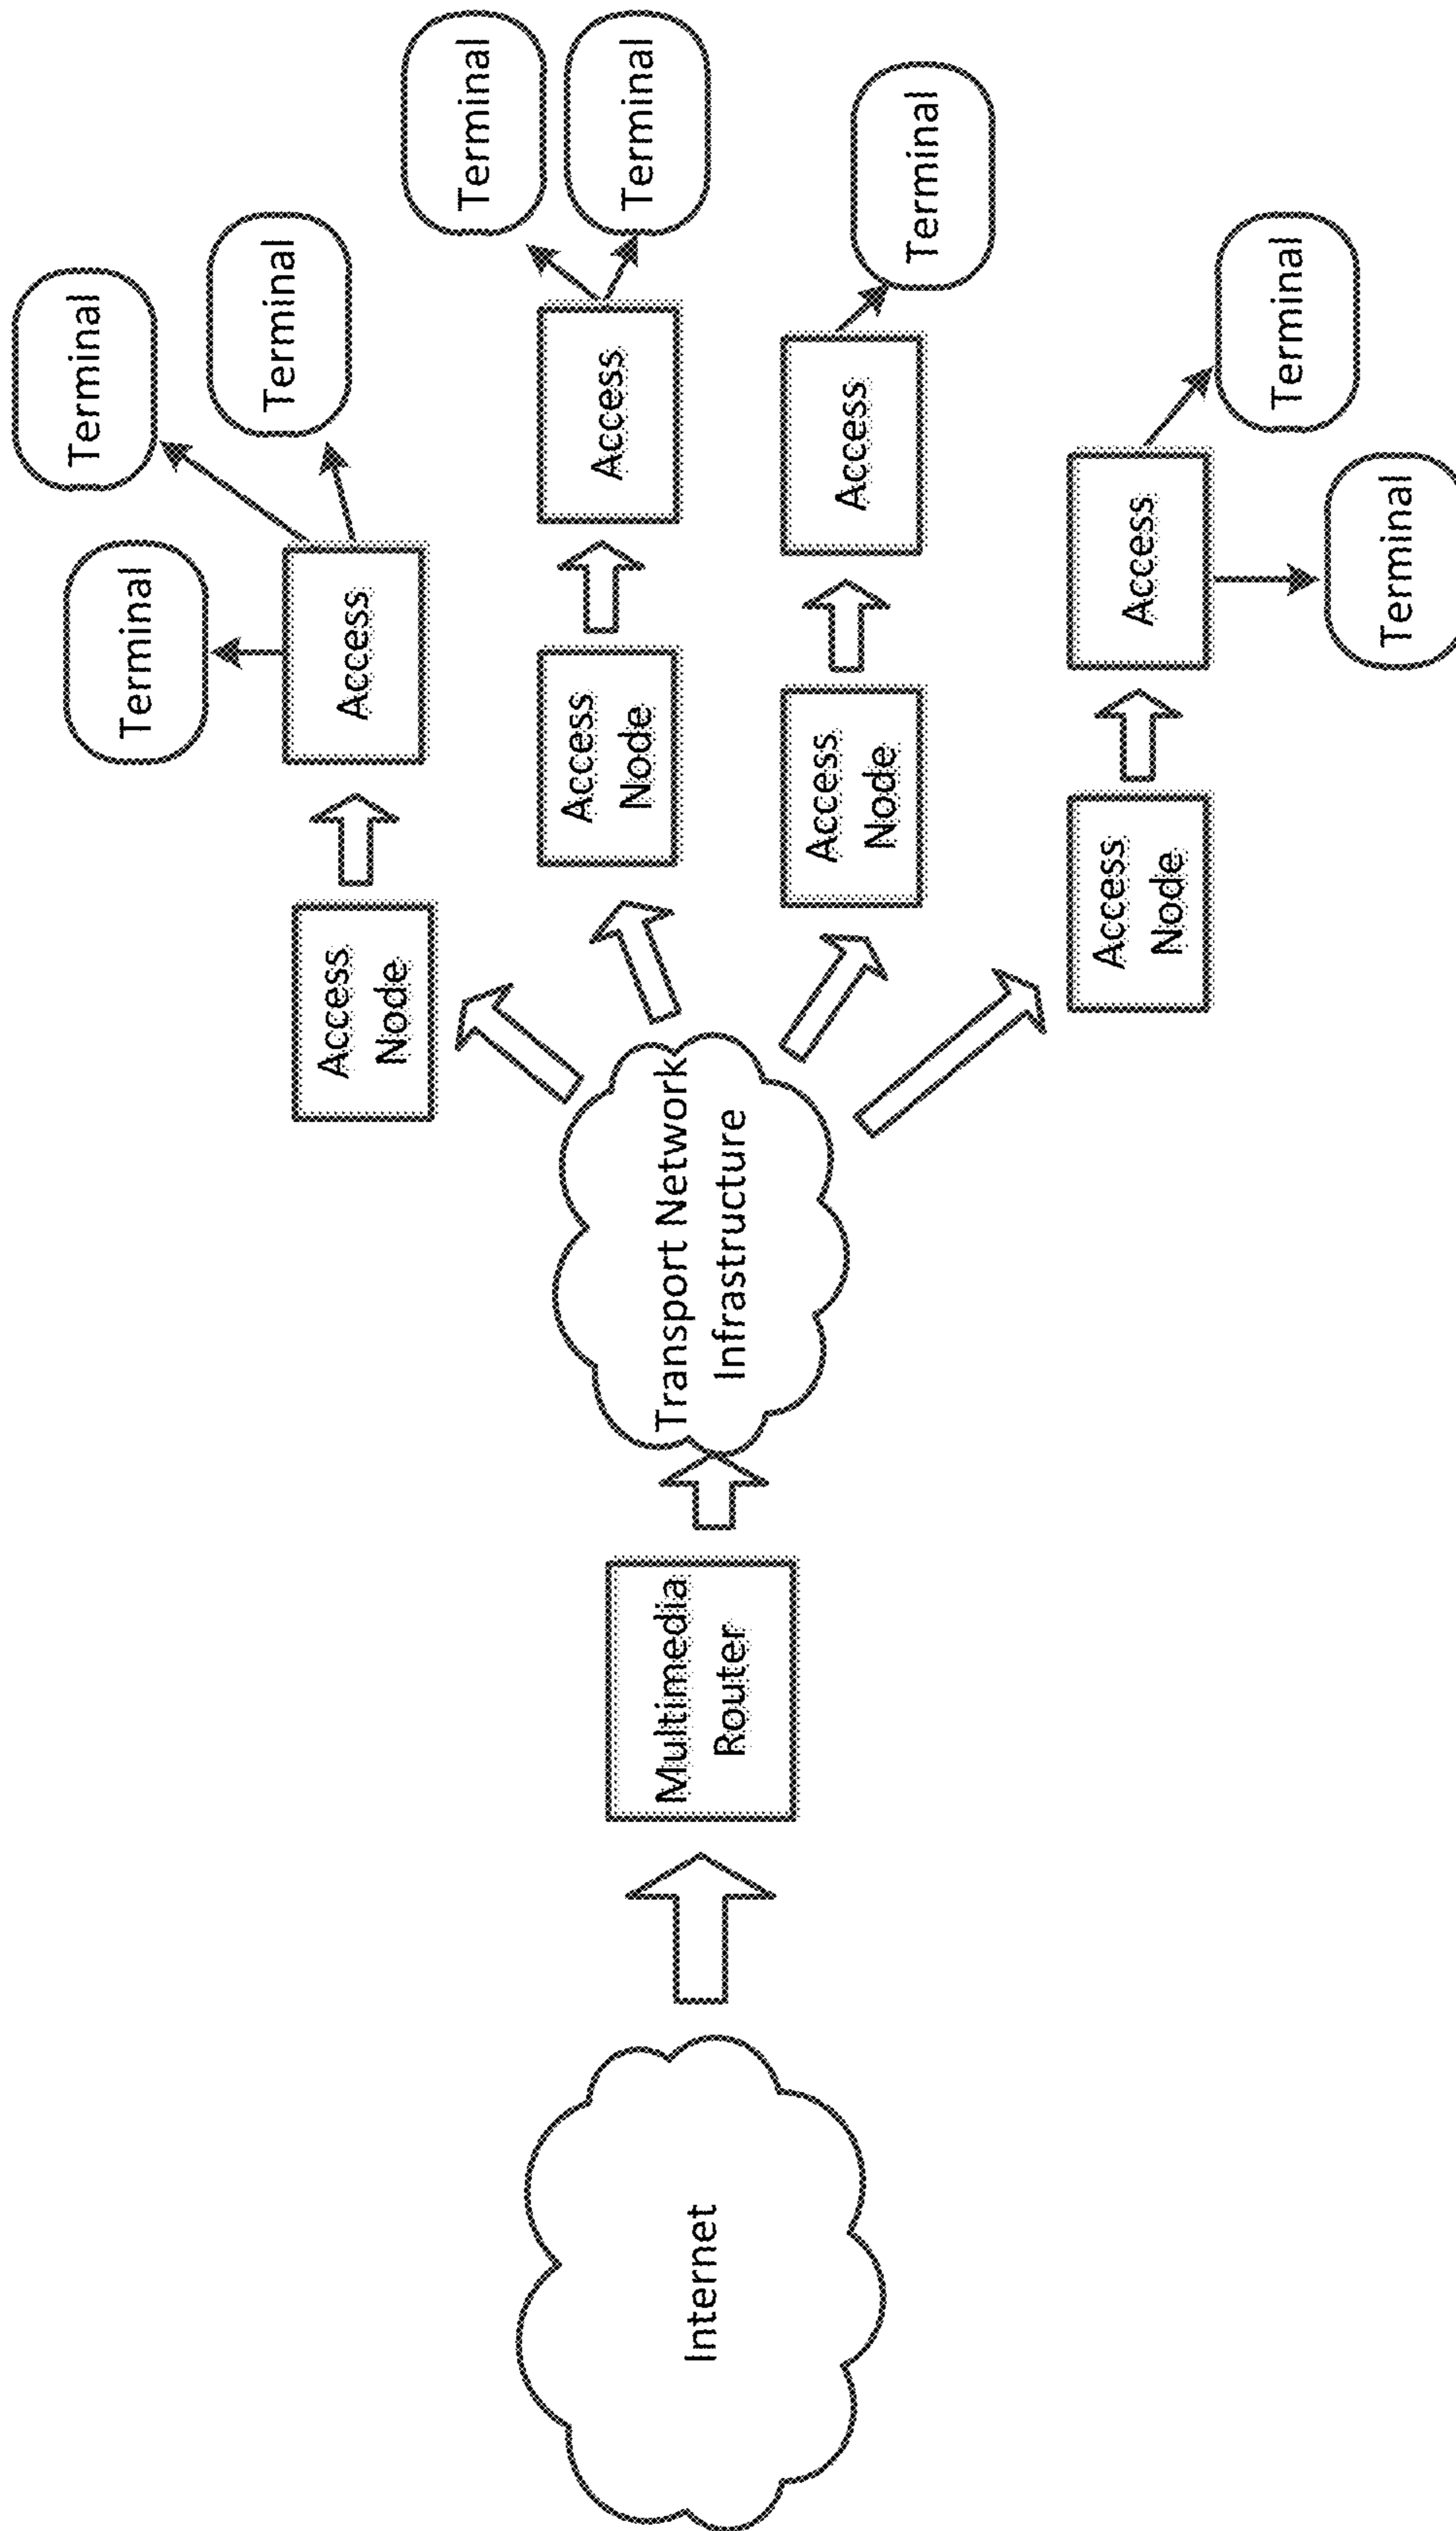 Internet
Multimedia
Router
Transport Network
Infrastructure
Access
Node
Access
Terminal
Terminal
Terminal
Access
Node
Access
Terminal
Terminal
Access
Node
Access
Terminal
Access
Node
Access
Terminal
Terminal